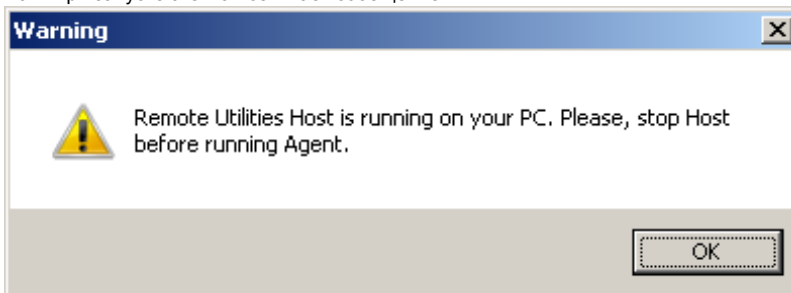 Warning
Remote Utilities Host is running on your PC. Please, stop Host
before running Agent.
OK